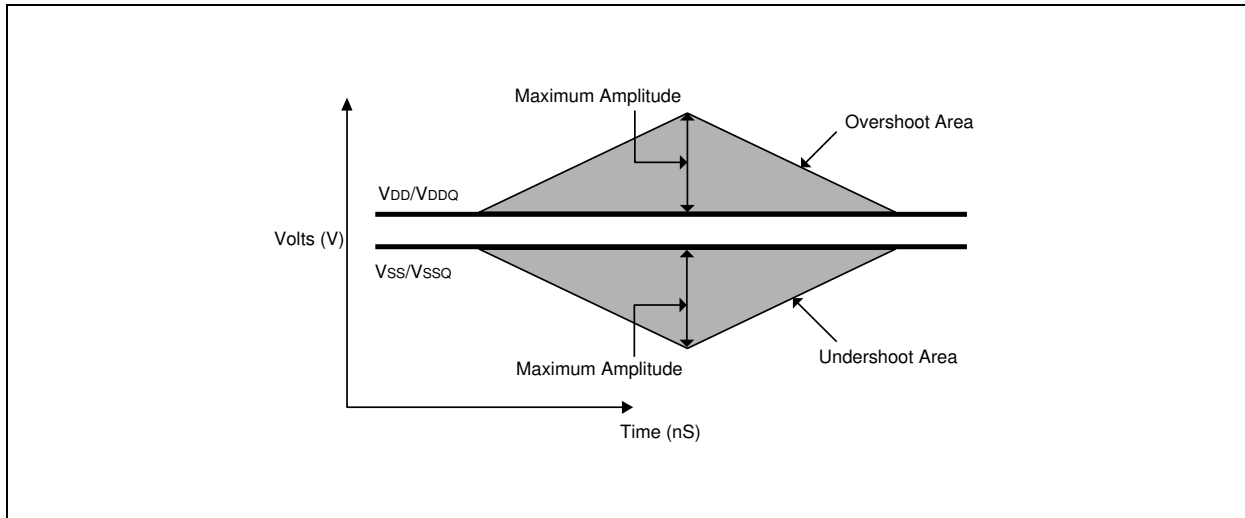 Maximum Amplitude
Overshoot Area
VDD/VDDQ
Volts (V)
VSS/VSSQ
Undershoot Area
Maximum Amplitude
Time (nS)